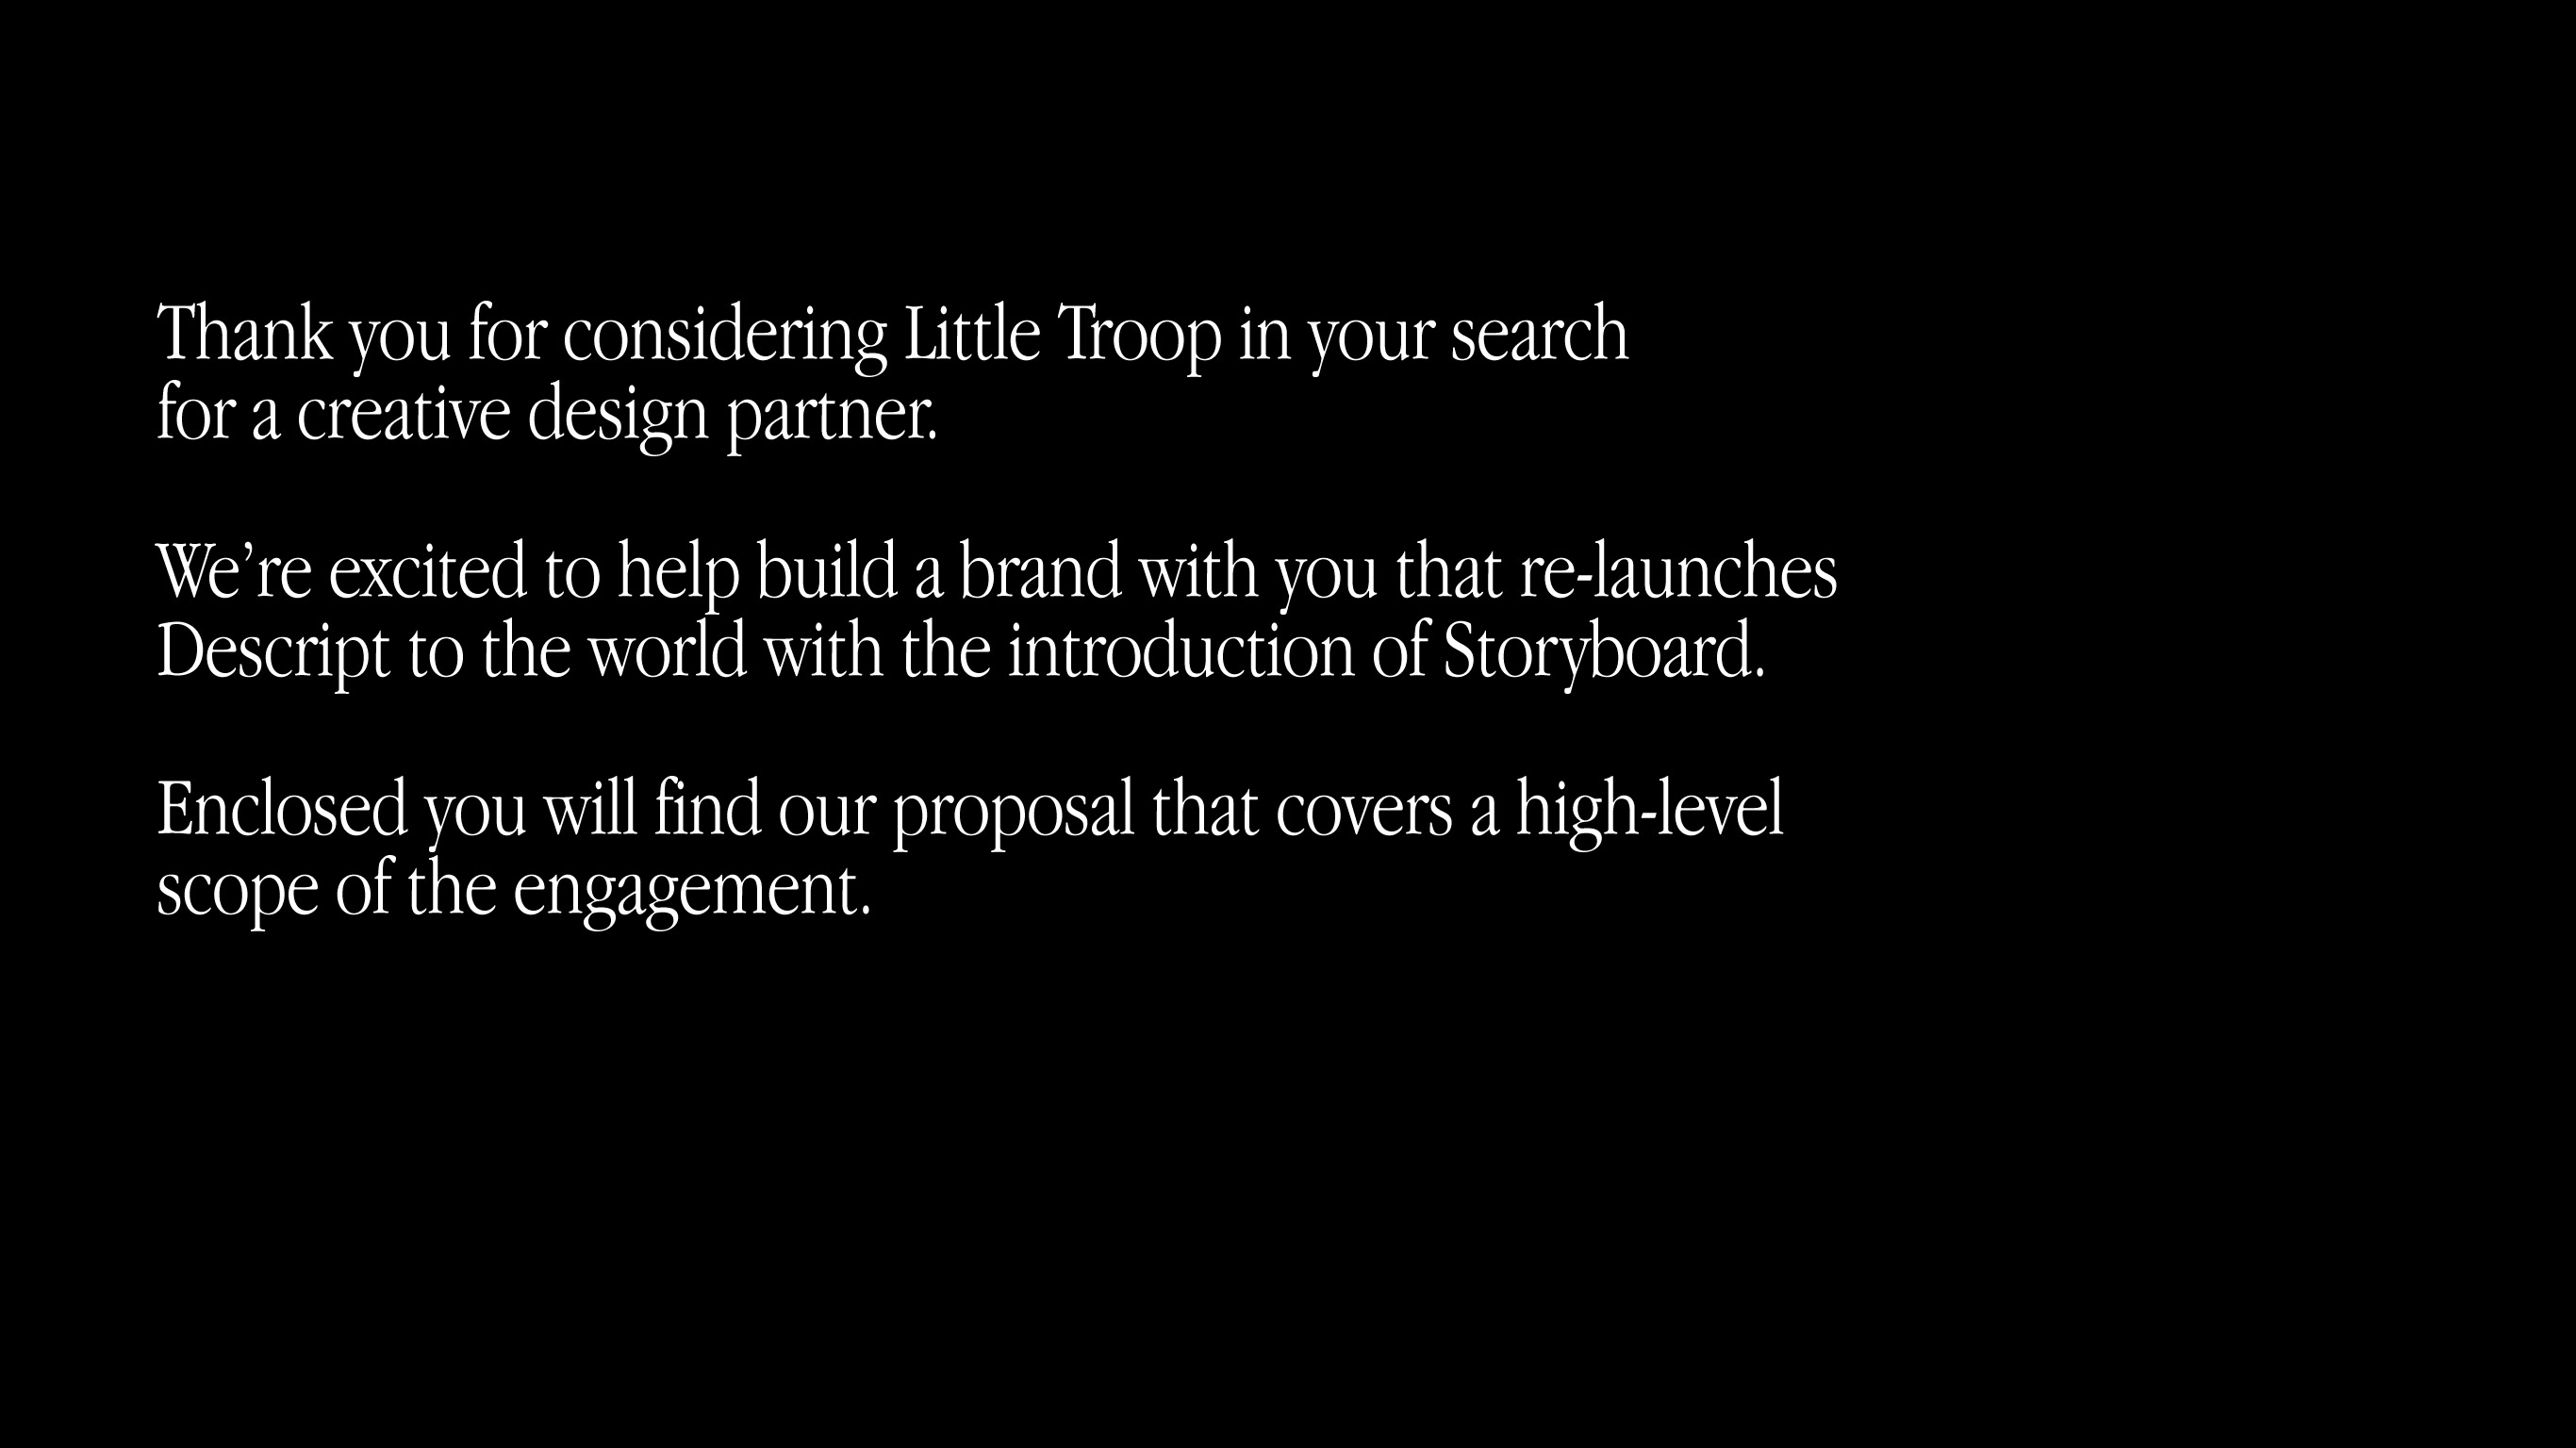 Thank you for considering Little Troop in your search
for a creative design partner.
We’re excited to help build a brand with you that re-launches
Descript to the world with the introduction of Storyboard.
Enclosed you will find our proposal that covers a high-level
scope of the engagement.